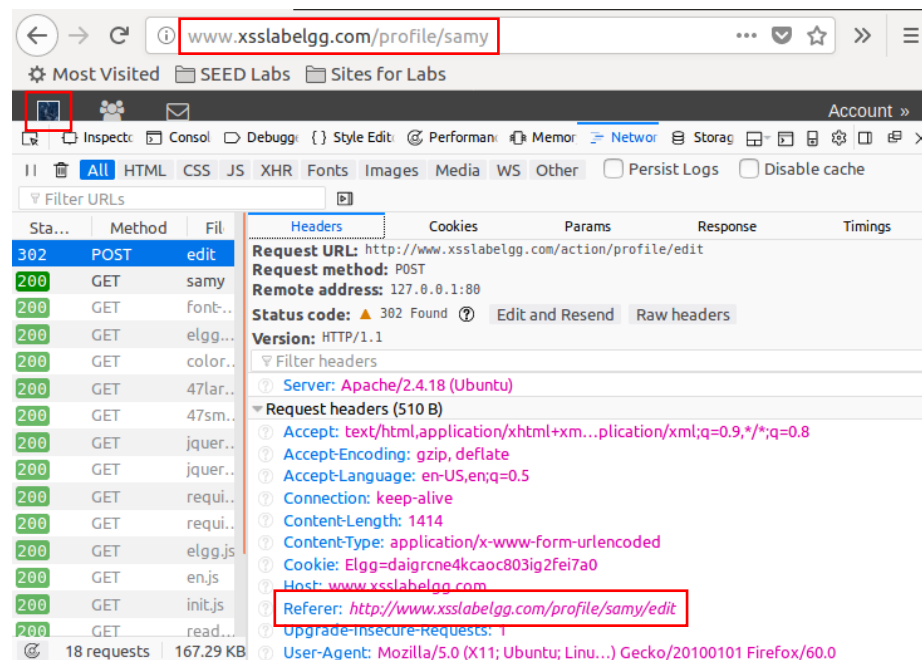 www.xsslabelgg.com/profile/samy
Most Visited SEED Labs Sites for Labs
Account »
Inspectc Consol Debugge {} Style Edit Performan Memor Networ Storag
All HTML CSS JS XHR Fonts Images Media WS Other Persist Logs Disable cache
Filter URLs
Sta... Method Fil Headers Cookies Params Response Timings
302 POST edit
200 GET samy
200 GET font-..
200 GET elgg...
200 GET color..
200 GET 47lar..
200 GET 47sm..
200 GET jquer..
200 GET jquer..
200 GET requi..
200 GET requi..
200 GET elgg.js
200 GET en.js
200 GET init.js
200 GET read...
18 requests 167.29 KB
Request URL: http://www.xsslabelgg.com/action/profile/edit
Request method: POST
Remote address: 127.0.0.1:80
Status code: 302 Found Edit and Resend Raw headers
Version: HTTP/1.1
Filter headers
Server: Apache/2.4.18 (Ubuntu)
Request headers (510 B)
Accept: text/html,application/xhtml+xm…plication/xml;q=0.9,*/*;q=0.8
Accept-Encoding: gzip, deflate
Accept-Language: en-US,en;q=0.5
Connection: keep-alive
Content-Length: 1414
Content-Type: application/x-www-form-urlencoded
Cookie: Elgg=daigrcne4kcaoc803ig2fei7a0
Host: www.xsslabelgg.com
Referer: http://www.xsslabelgg.com/profile/samy/edit
Upgrade-Insecure-Requests: 1
User-Agent: Mozilla/5.0 (X11; Ubuntu; Linu…) Gecko/20100101 Firefox/60.0